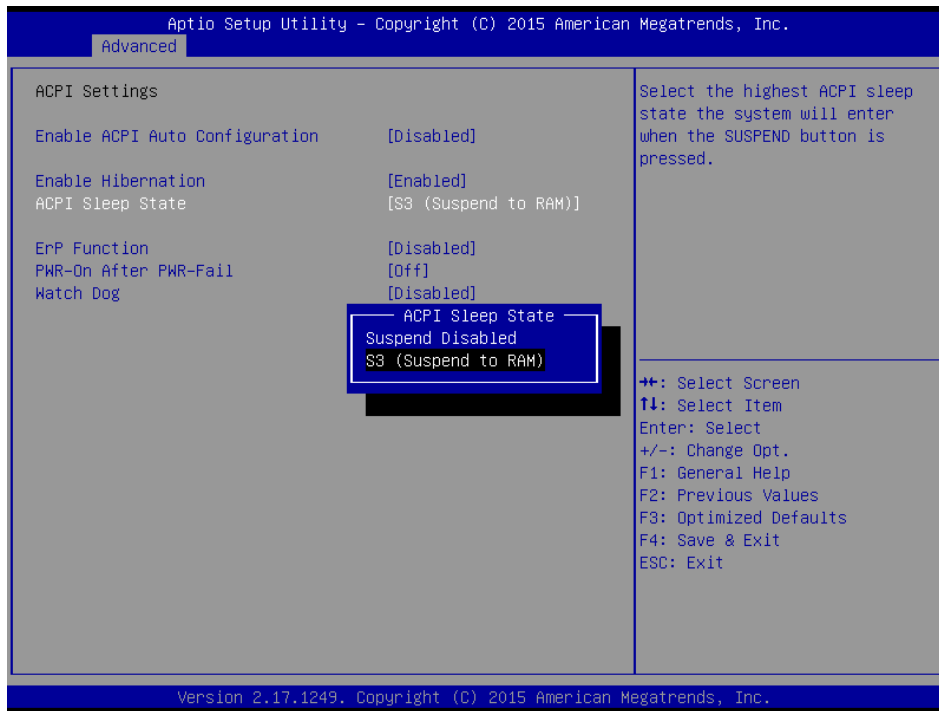 Aptio Setup Utility – Copyright (C) 2015 American Megatrends, Inc.
Advanced
ACPI Settings
Enable ACPI Auto Configuration [Disabled]
Enable Hibernation [Enabled]
ACPI Sleep State [S3 (Suspend to RAM)]
ErP Function [Disabled]
PWR-On After PWR-Fail [Off]
Watch Dog [Disabled]
ACPI Sleep State
Suspend Disabled
S3 (Suspend to RAM)
Select the highest ACPI sleep
state the system will enter
when the SUSPEND button is
pressed.
→←: Select Screen
↑↓: Select Item
Enter: Select
+/-: Change Opt.
F1: General Help
F2: Previous Values
F3: Optimized Defaults
F4: Save & Exit
ESC: Exit
Version 2.17.1249. Copyright (C) 2015 American Megatrends, Inc.